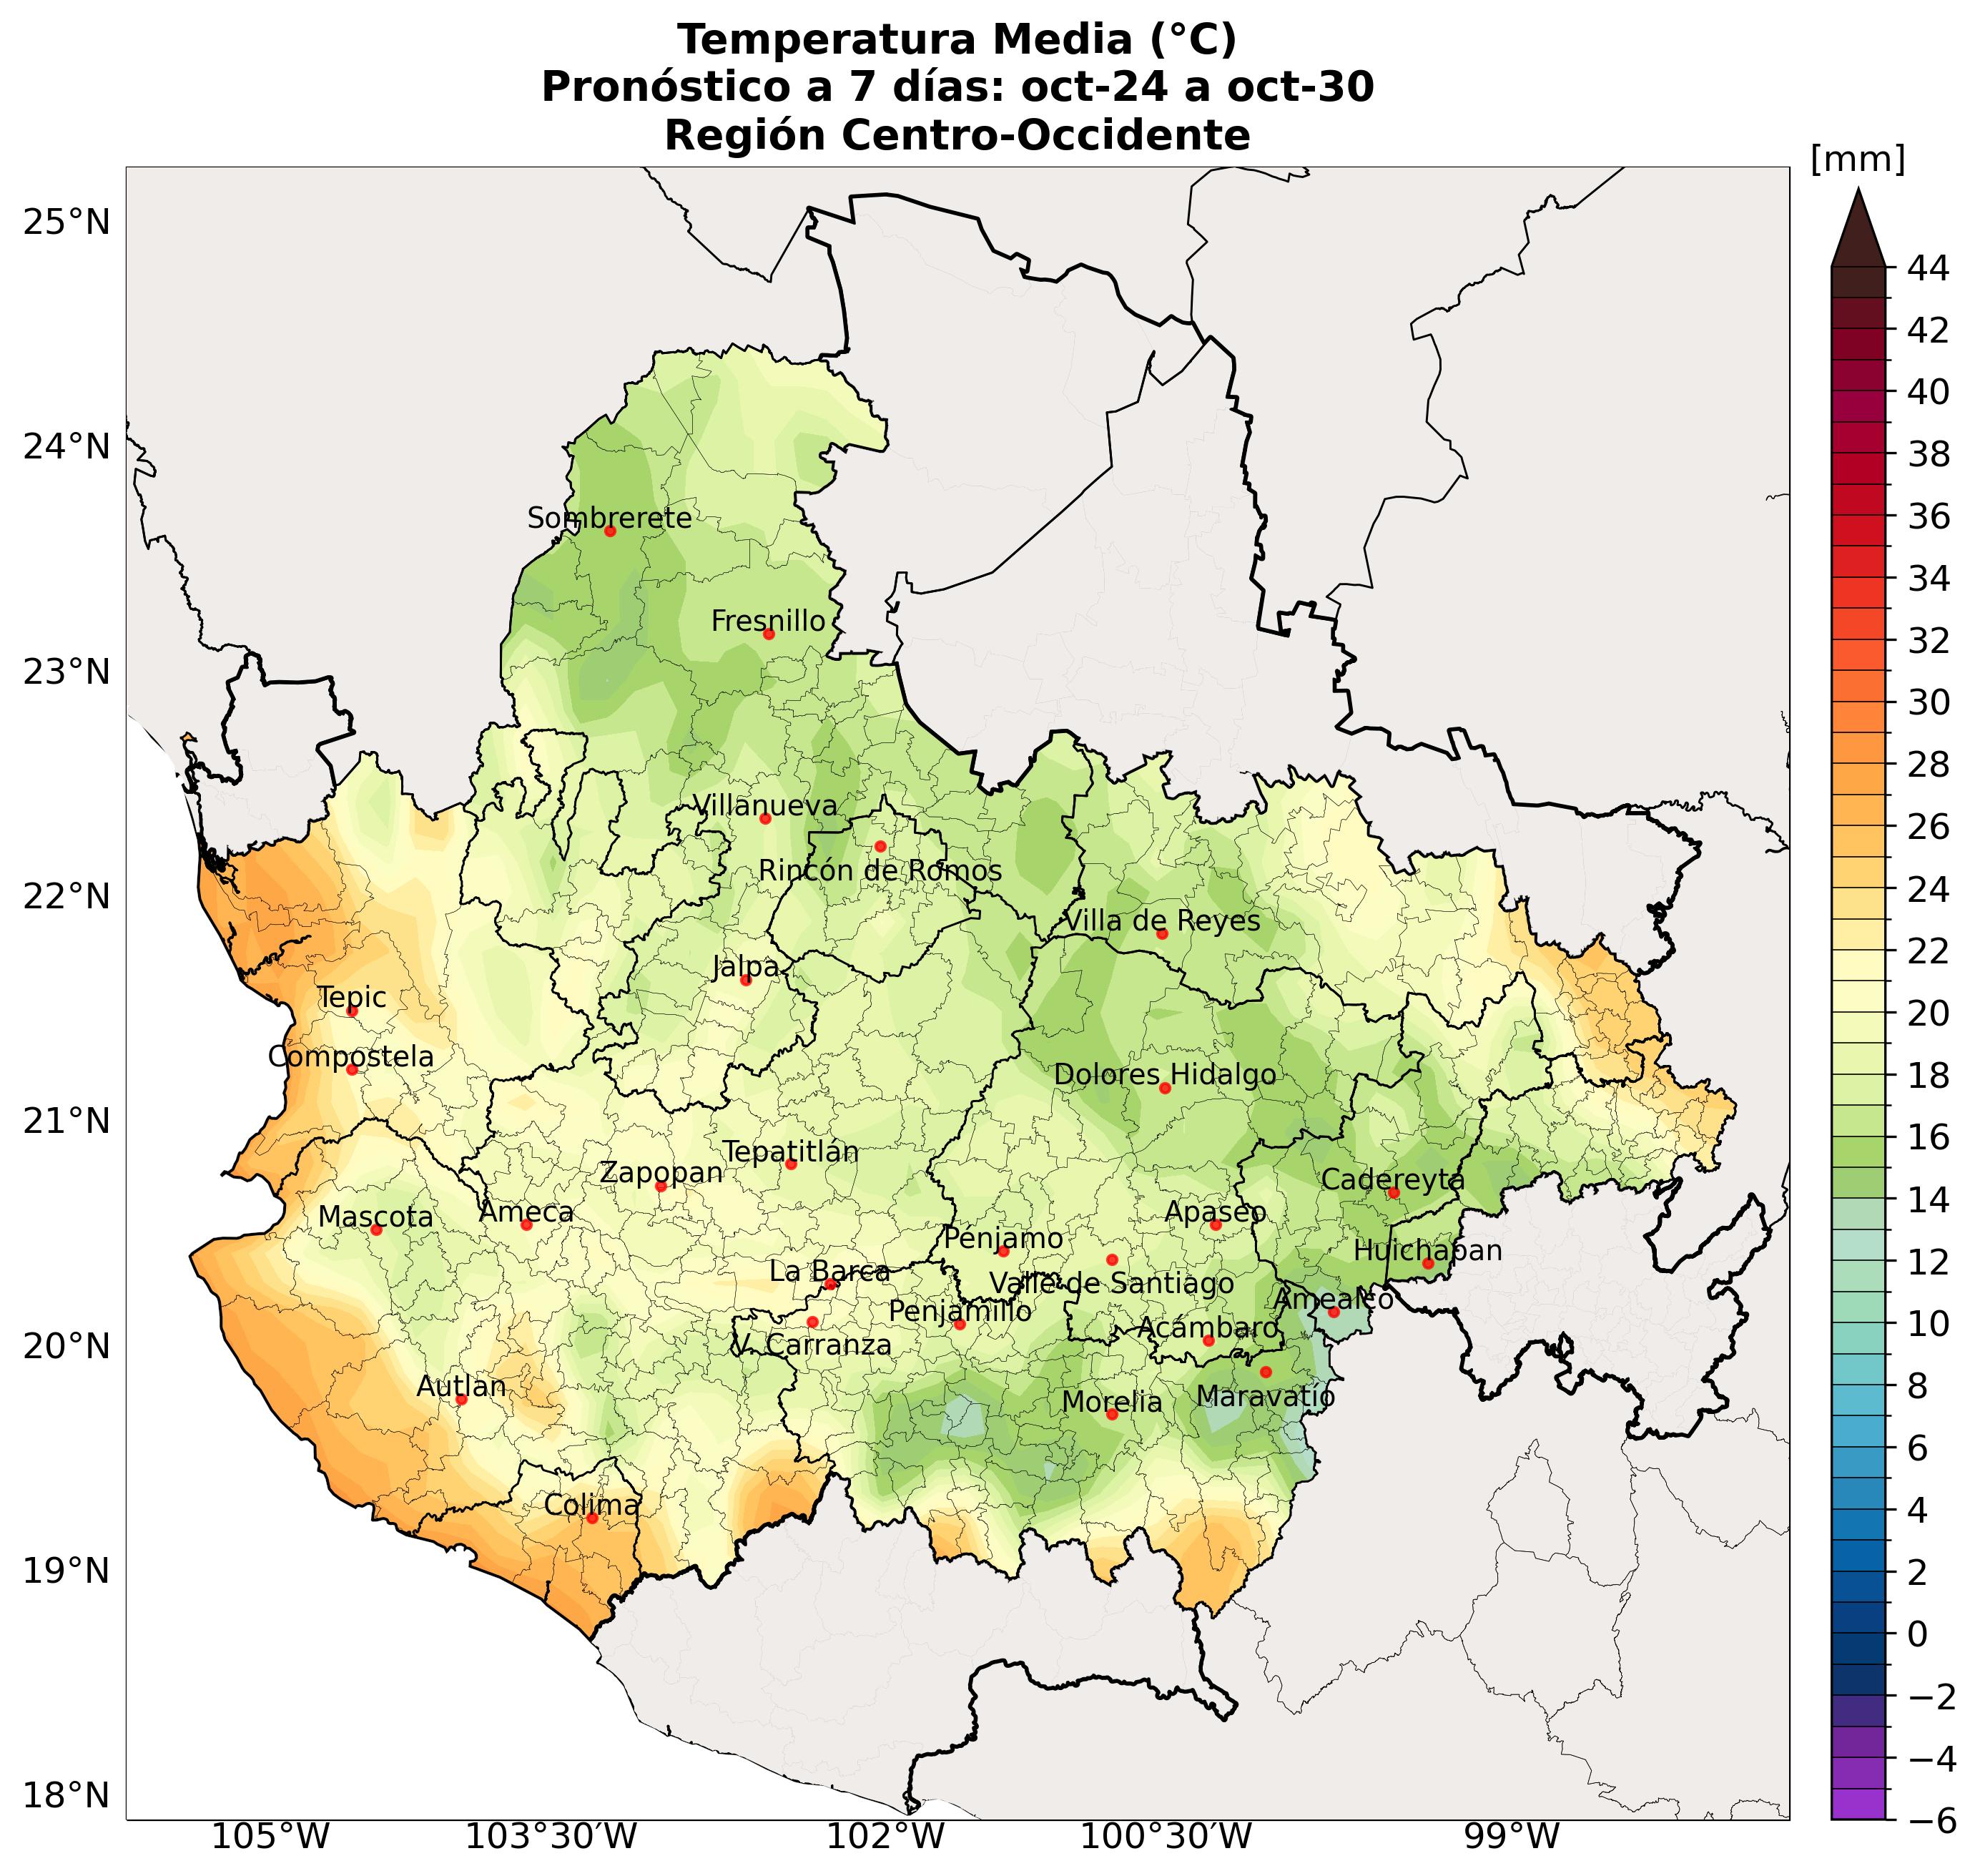 Temperatura Media (°C)
Pronóstico a 7 días: oct-24 a oct-30
Región Centro-Occidente
[mm]
25°N
24°N
23°N
22°N
21°N
20°N
19°N
18°N
Sombrerete
Fresnillo
Villanueva
Rincón de Romos
Villa de Reyes
Jalpa
Tepic
Compostela
Dolores Hidalgo
Tepatitlán
Zapopan
Cadereyta
Mascota
Ameca
Apaseo
Pénjamo
Huichapan
La Barca
Valle de Santiago
Amealco
Penjamillo
Acámbaro
V. Carranza
Autlan
Morelia
Maravatío
Colima
44
42
40
38
36
34
32
30
28
26
24
22
20
18
16
14
12
10
8
6
4
2
0
−2
−4
−6
105°W
103°30′W
102°W
100°30′W
99°W